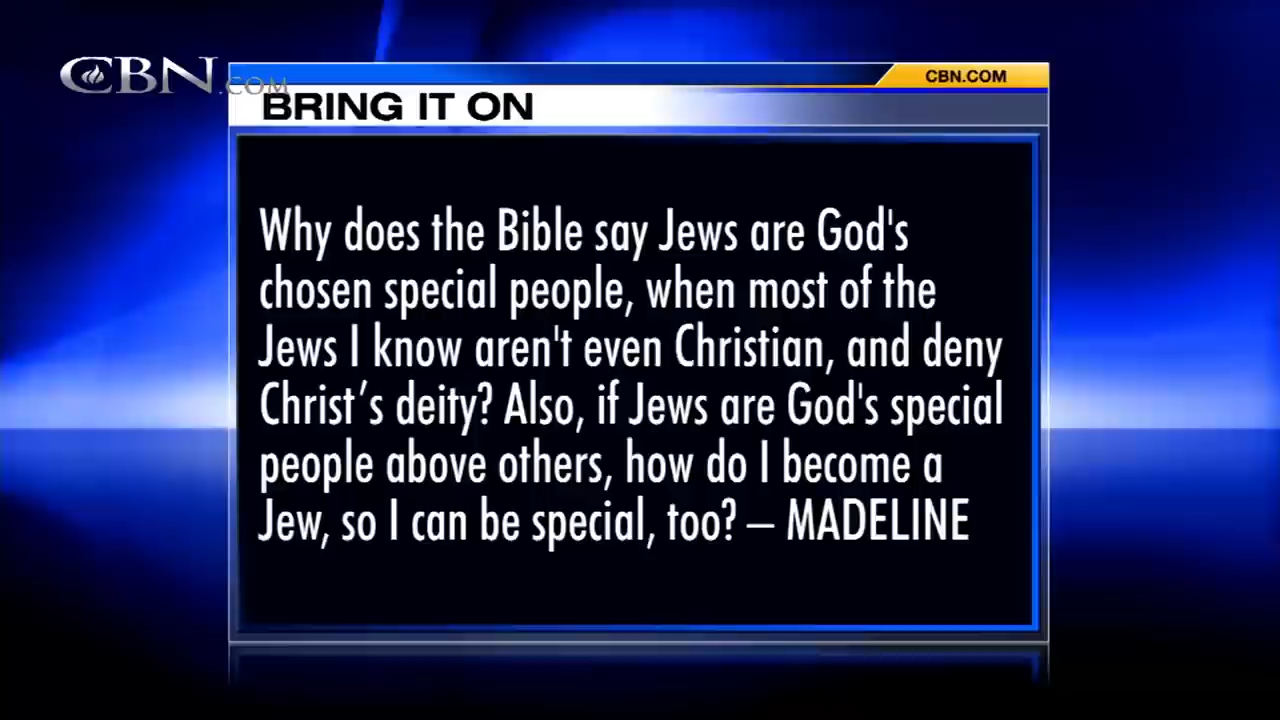 CBN.COM
CBN.COM
BRING IT ON
Why does the Bible say Jews are God's
chosen special people, when most of the
Jews I know aren't even Christian, and deny
Christ’s deity? Also, if Jews are God's special
people above others, how do I become a
Jew, so I can be special, too? – MADELINE